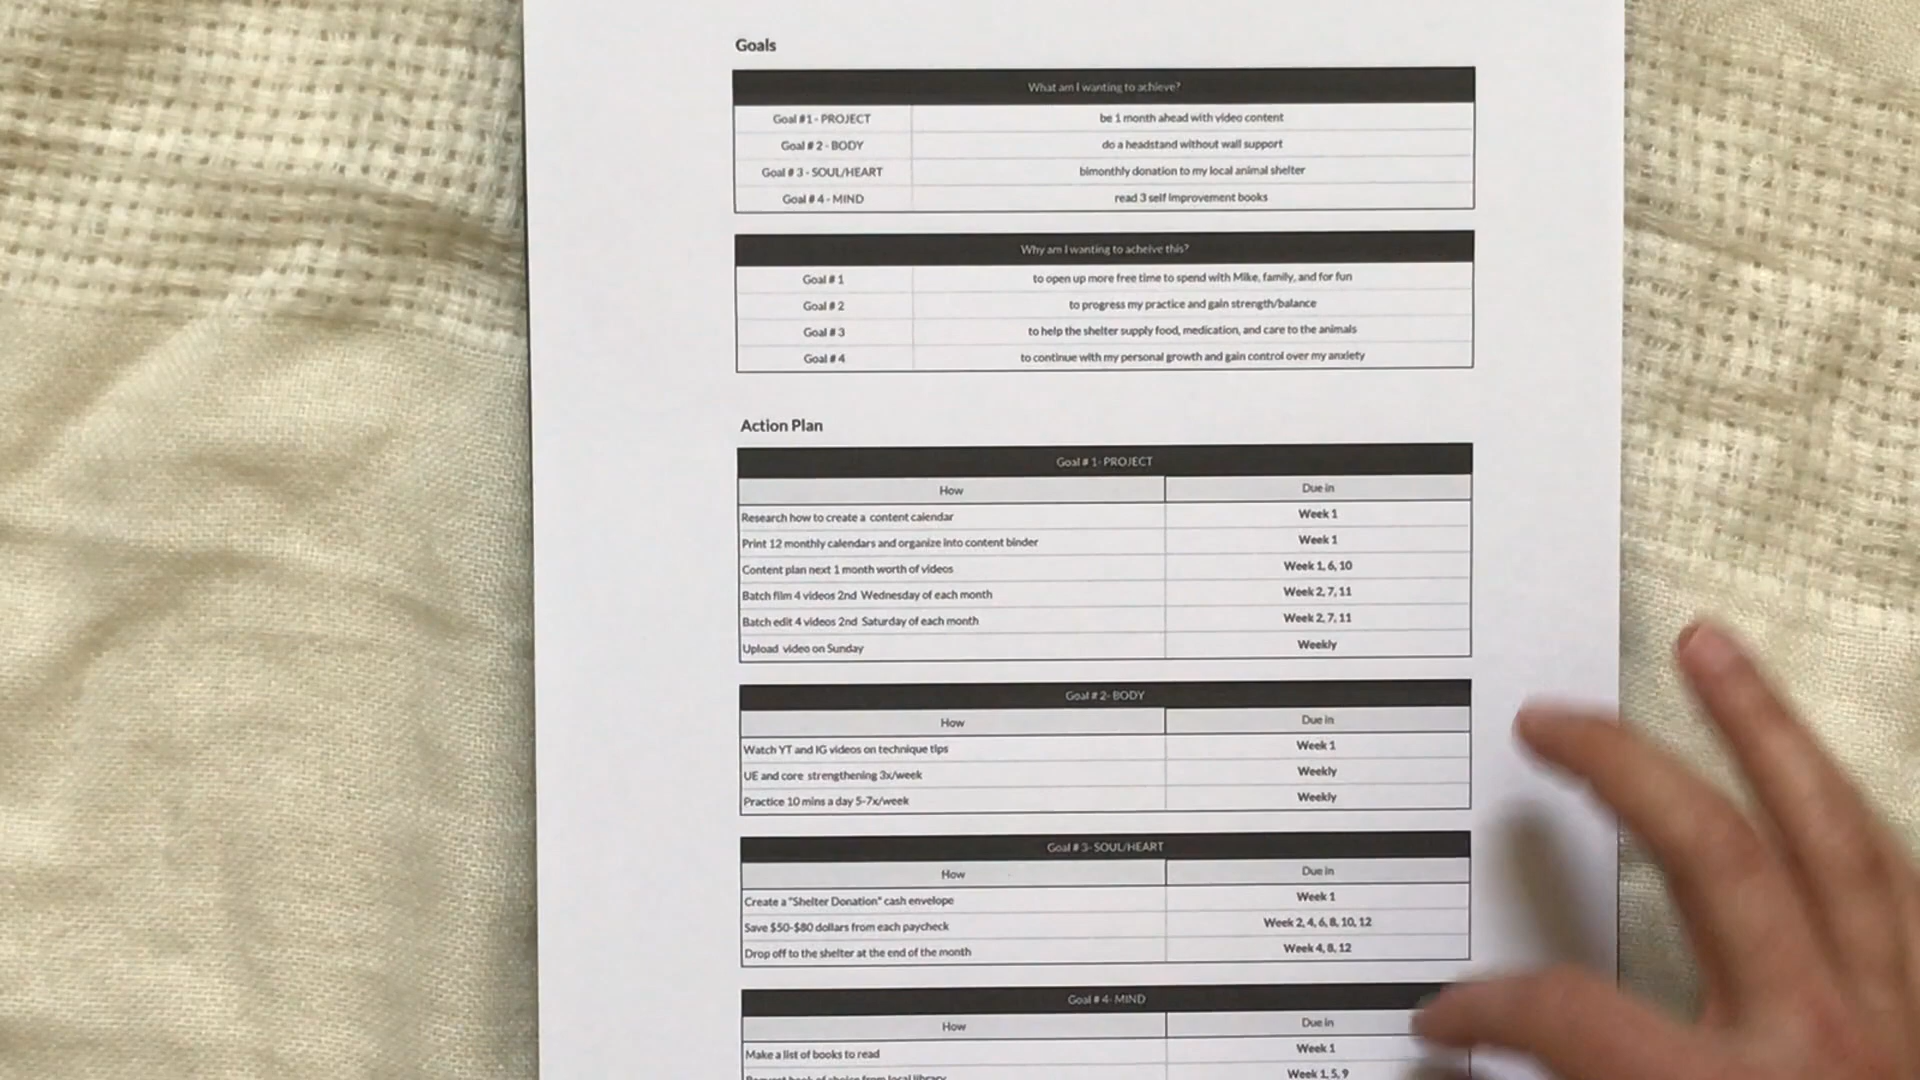 Goals
What am I wanting to achieve?
Goal #1 - PROJECT be 1 month ahead with video content
Goal # 2 - BODY do a headstand without wall support
Goal # 3 - SOUL/HEART bimonthly donation to my local animal shelter
Goal # 4 - MIND read 3 self improvement books
Why am I wanting to acheive this?
Goal # 1 to open up more free time to spend with Mike, family, and for fun
Goal # 2 to progress my practice and gain strength/balance
Goal # 3 to help the shelter supply food, medication, and care to the animals
Goal # 4 to continue with my personal growth and gain control over my anxiety
Action Plan
Goal # 1- PROJECT
How Due in
Research how to create a content calendar Week 1
Print 12 monthly calendars and organize into content binder Week 1
Content plan next 1 month worth of videos Week 1, 6, 10
Batch film 4 videos 2nd Wednesday of each month Week 2, 7, 11
Batch edit 4 videos 2nd Saturday of each month Week 2, 7, 11
Upload video on Sunday Weekly
Goal # 2- BODY
How Due in
Watch YT and IG videos on technique tips Week 1
UE and core strengthening 3x/week Weekly
Practice 10 mins a day 5-7x/week Weekly
Goal # 3- SOUL/HEART
How Due in
Create a "Shelter Donation" cash envelope Week 1
Save $50-$80 dollars from each paycheck Week 2, 4, 6, 8, 10, 12
Drop off to the shelter at the end of the month Week 4, 8, 12
Goal # 4- MIND
How Due in
Make a list of books to read Week 1
Request book of choice from local library Week 1, 5, 9